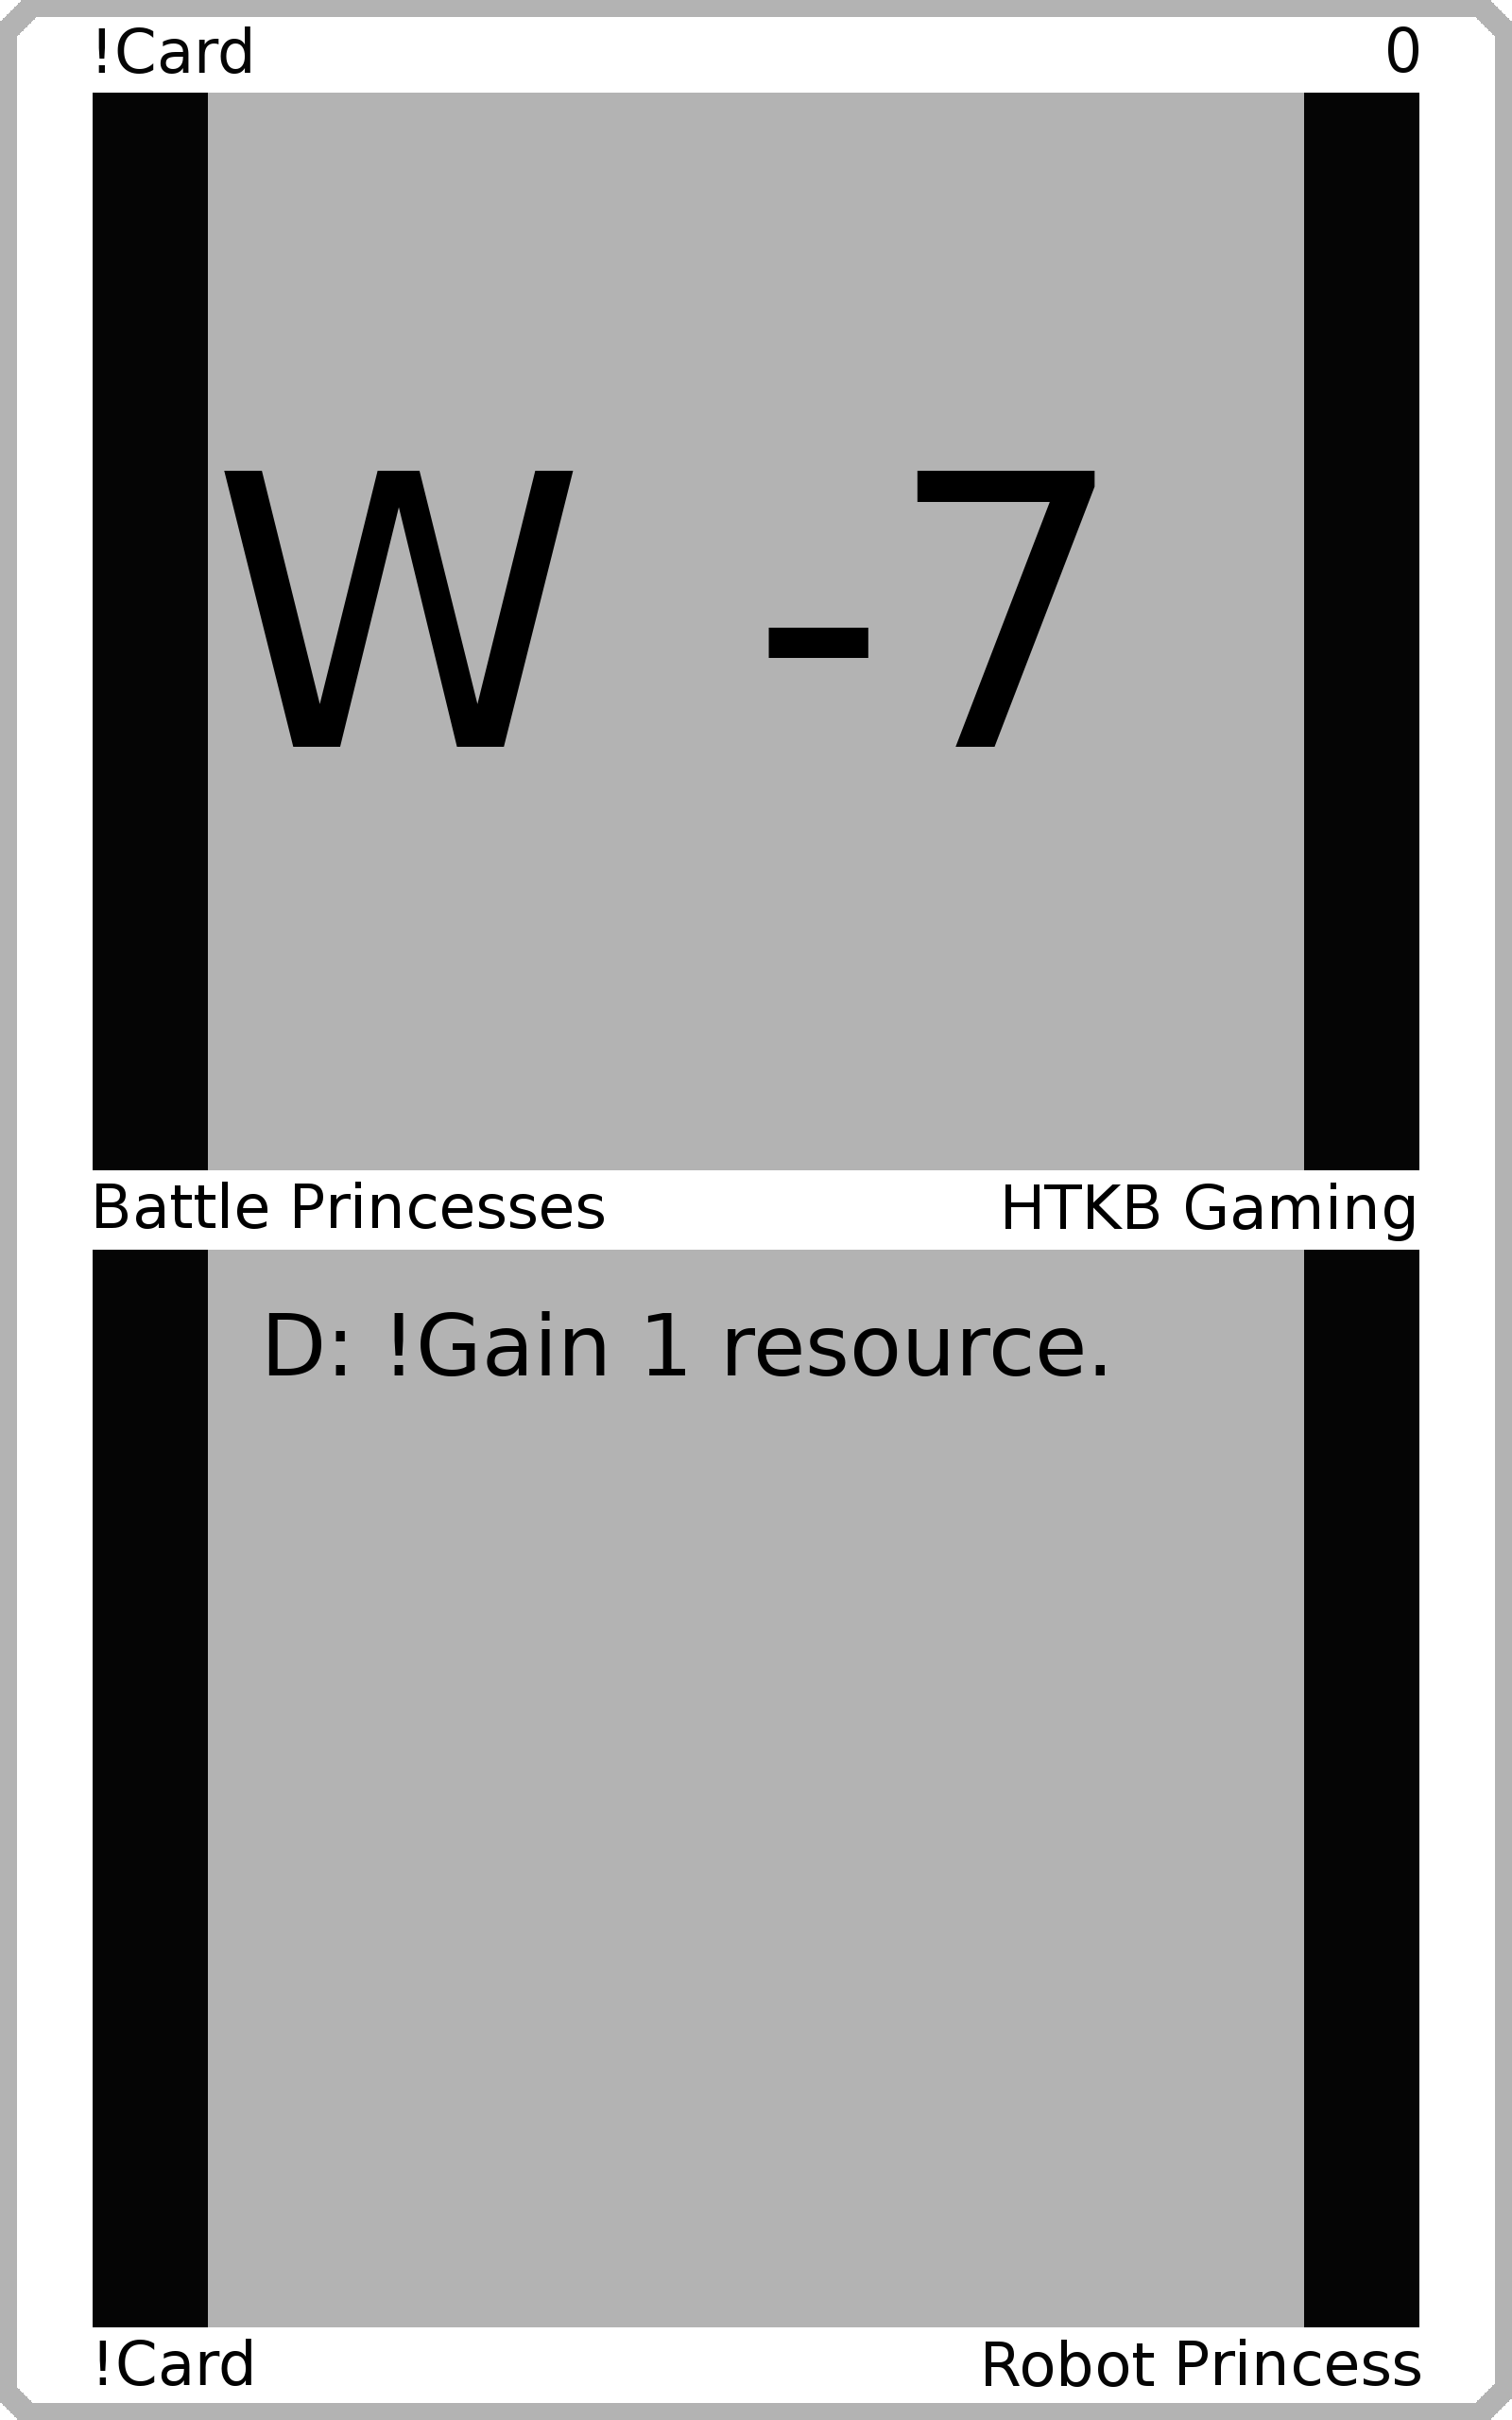 !Card 0
W -7
Battle Princesses HTKB Gaming
D: !Gain 1 resource.
!Card Robot Princess